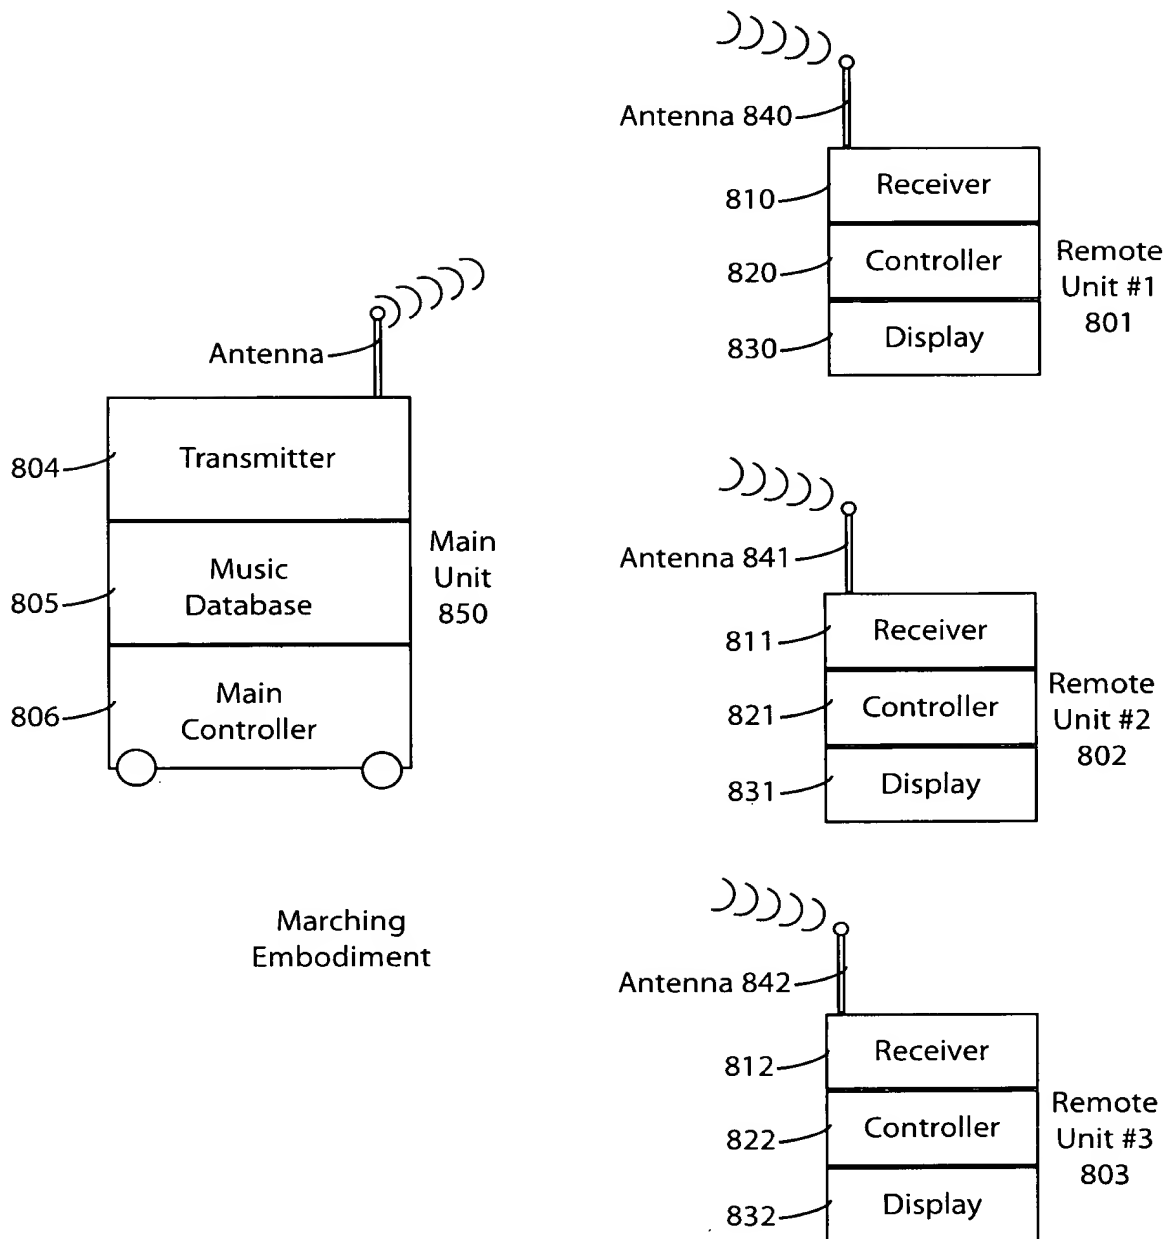 Antenna
804
Transmitter
805
Music
Database
806
Main
Controller
Main
Unit
850
Marching
Embodiment
Antenna 840
810
Receiver
820
Controller
830
Display
Remote
Unit #1
801
Antenna 841
811
Receiver
821
Controller
831
Display
Remote
Unit #2
802
Antenna 842
812
Receiver
822
Controller
832
Display
Remote
Unit #3
803